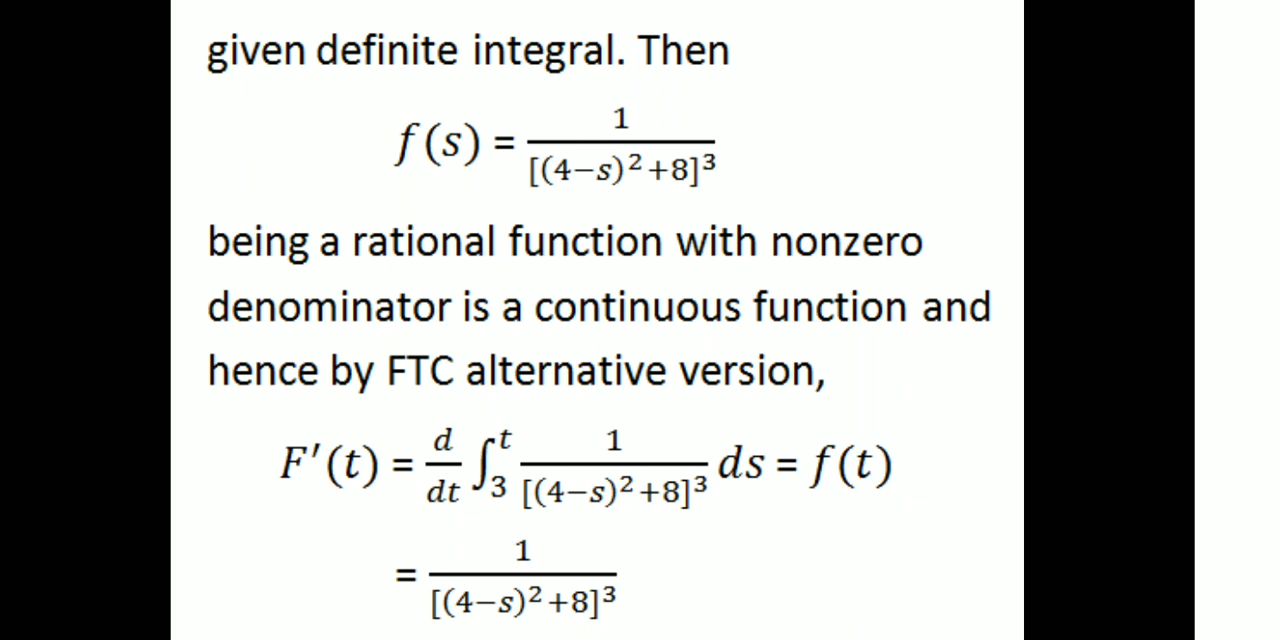 given definite integral. Then
f(s) = 1/[(4−s)²+8]³
being a rational function with nonzero
denominator is a continuous function and
hence by FTC alternative version,
F′(t) = d/dt ∫₃ᵗ 1/[(4−s)²+8]³ ds = f(t)
= 1/[(4−s)²+8]³